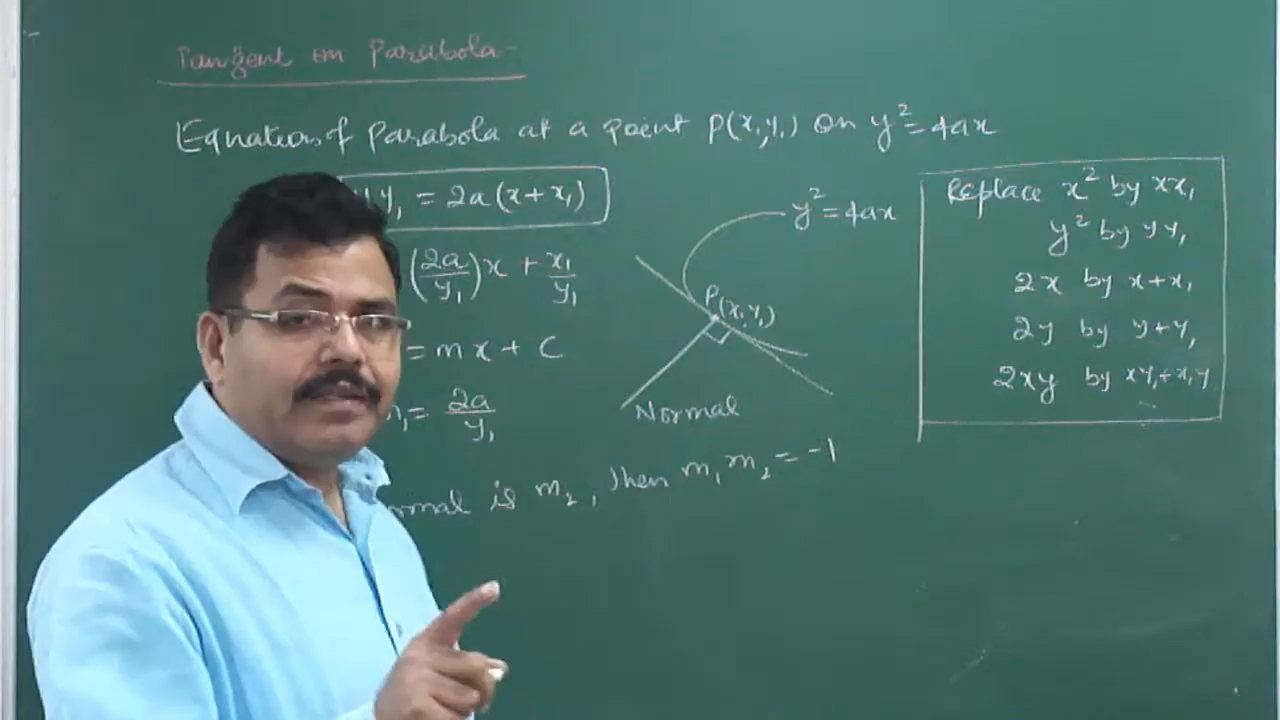 Tangent on Parabola
Equation of parabola at a point P(x₁,y₁) on y² = 4ax
y₁ = 2a(x + x₁)
(2a/y₁)x + x₁/y₁
= mx + c
= 2a/y₁
is m₂, then m₁m₂ = -1
y² = 4ax
P(x₁,y₁)
Normal
Replace x² by xx₁
y² by yy₁
2x by x+x₁
2y by y+y₁
2xy by xy₁+x₁y